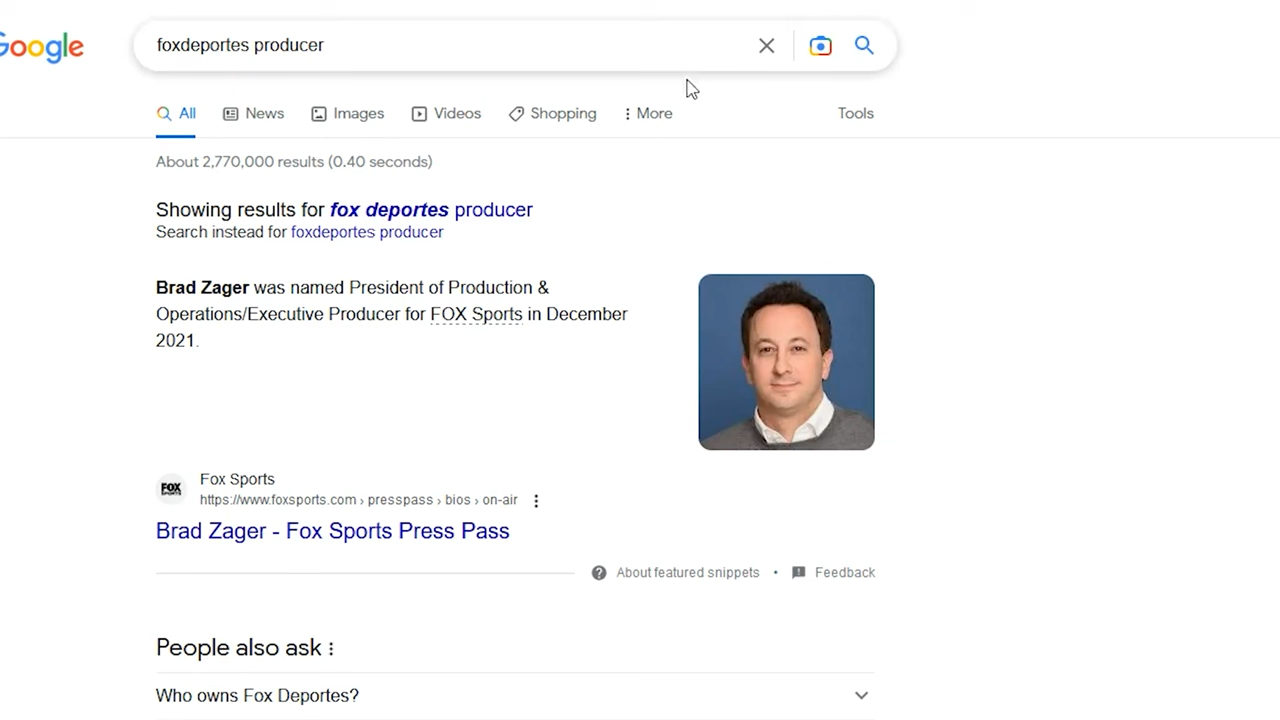 Google
foxdeportes producer
All News Images Videos Shopping More Tools
About 2,770,000 results (0.40 seconds)
Showing results for fox deportes producer
Search instead for foxdeportes producer
Brad Zager was named President of Production &
Operations/Executive Producer for FOX Sports in December
2021.
Fox Sports
FOX SPORTS
https://www.foxsports.com › presspass › bios › on-air
Brad Zager - Fox Sports Press Pass
About featured snippets • Feedback
People also ask
Who owns Fox Deportes?